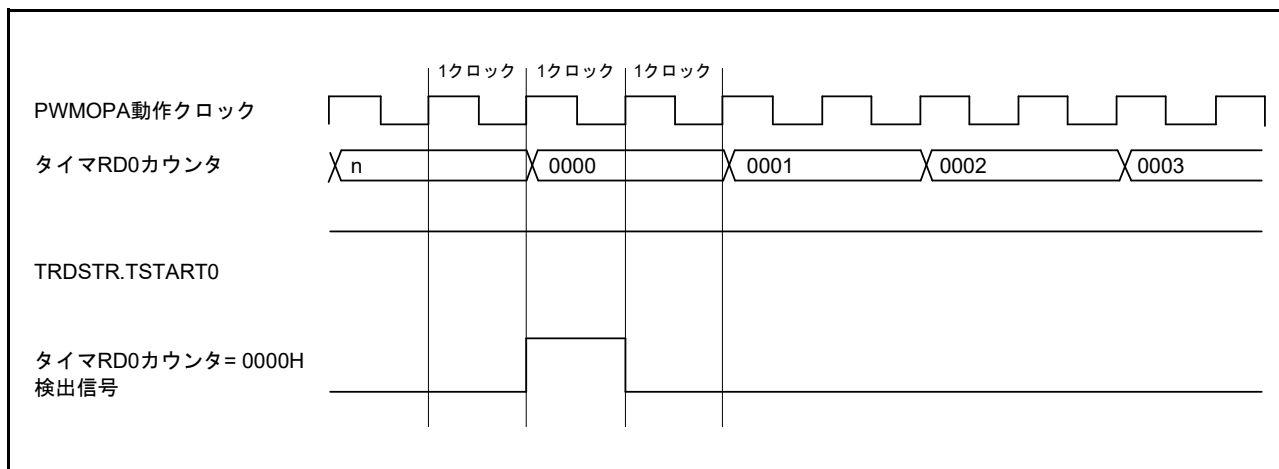 1クロック 1クロック 1クロック
PWMOPA動作クロック
タイマRD0カウンタ n 0000 0001 0002 0003
TRDSTR.TSTART0
タイマRD0カウンタ= 0000H
検出信号